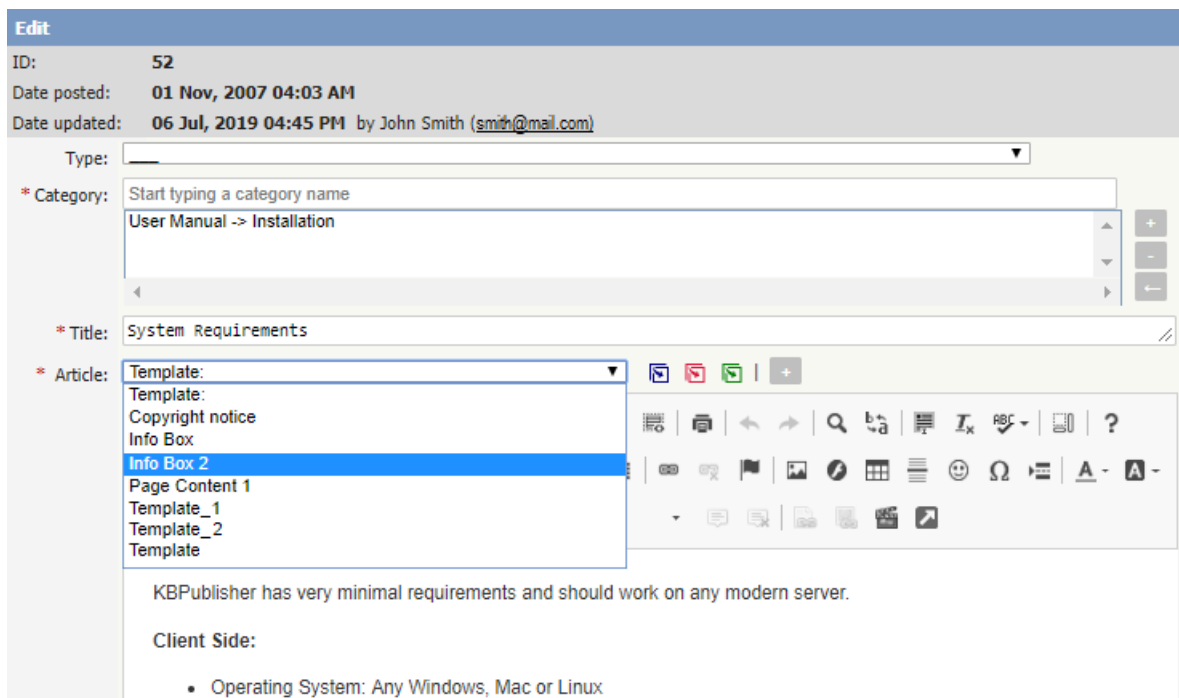 Edit
ID: 52
Date posted: 01 Nov, 2007 04:03 AM
Date updated: 06 Jul, 2019 04:45 PM by John Smith (smith@mail.com)
Type: ___
* Category: Start typing a category name
User Manual -> Installation
* Title: System Requirements
* Article: Template:
Template:
Copyright notice
Info Box
Info Box 2
Page Content 1
Template_1
Template_2
Template
KBPublisher has very minimal requirements and should work on any modern server.
Client Side:
• Operating System: Any Windows, Mac or Linux